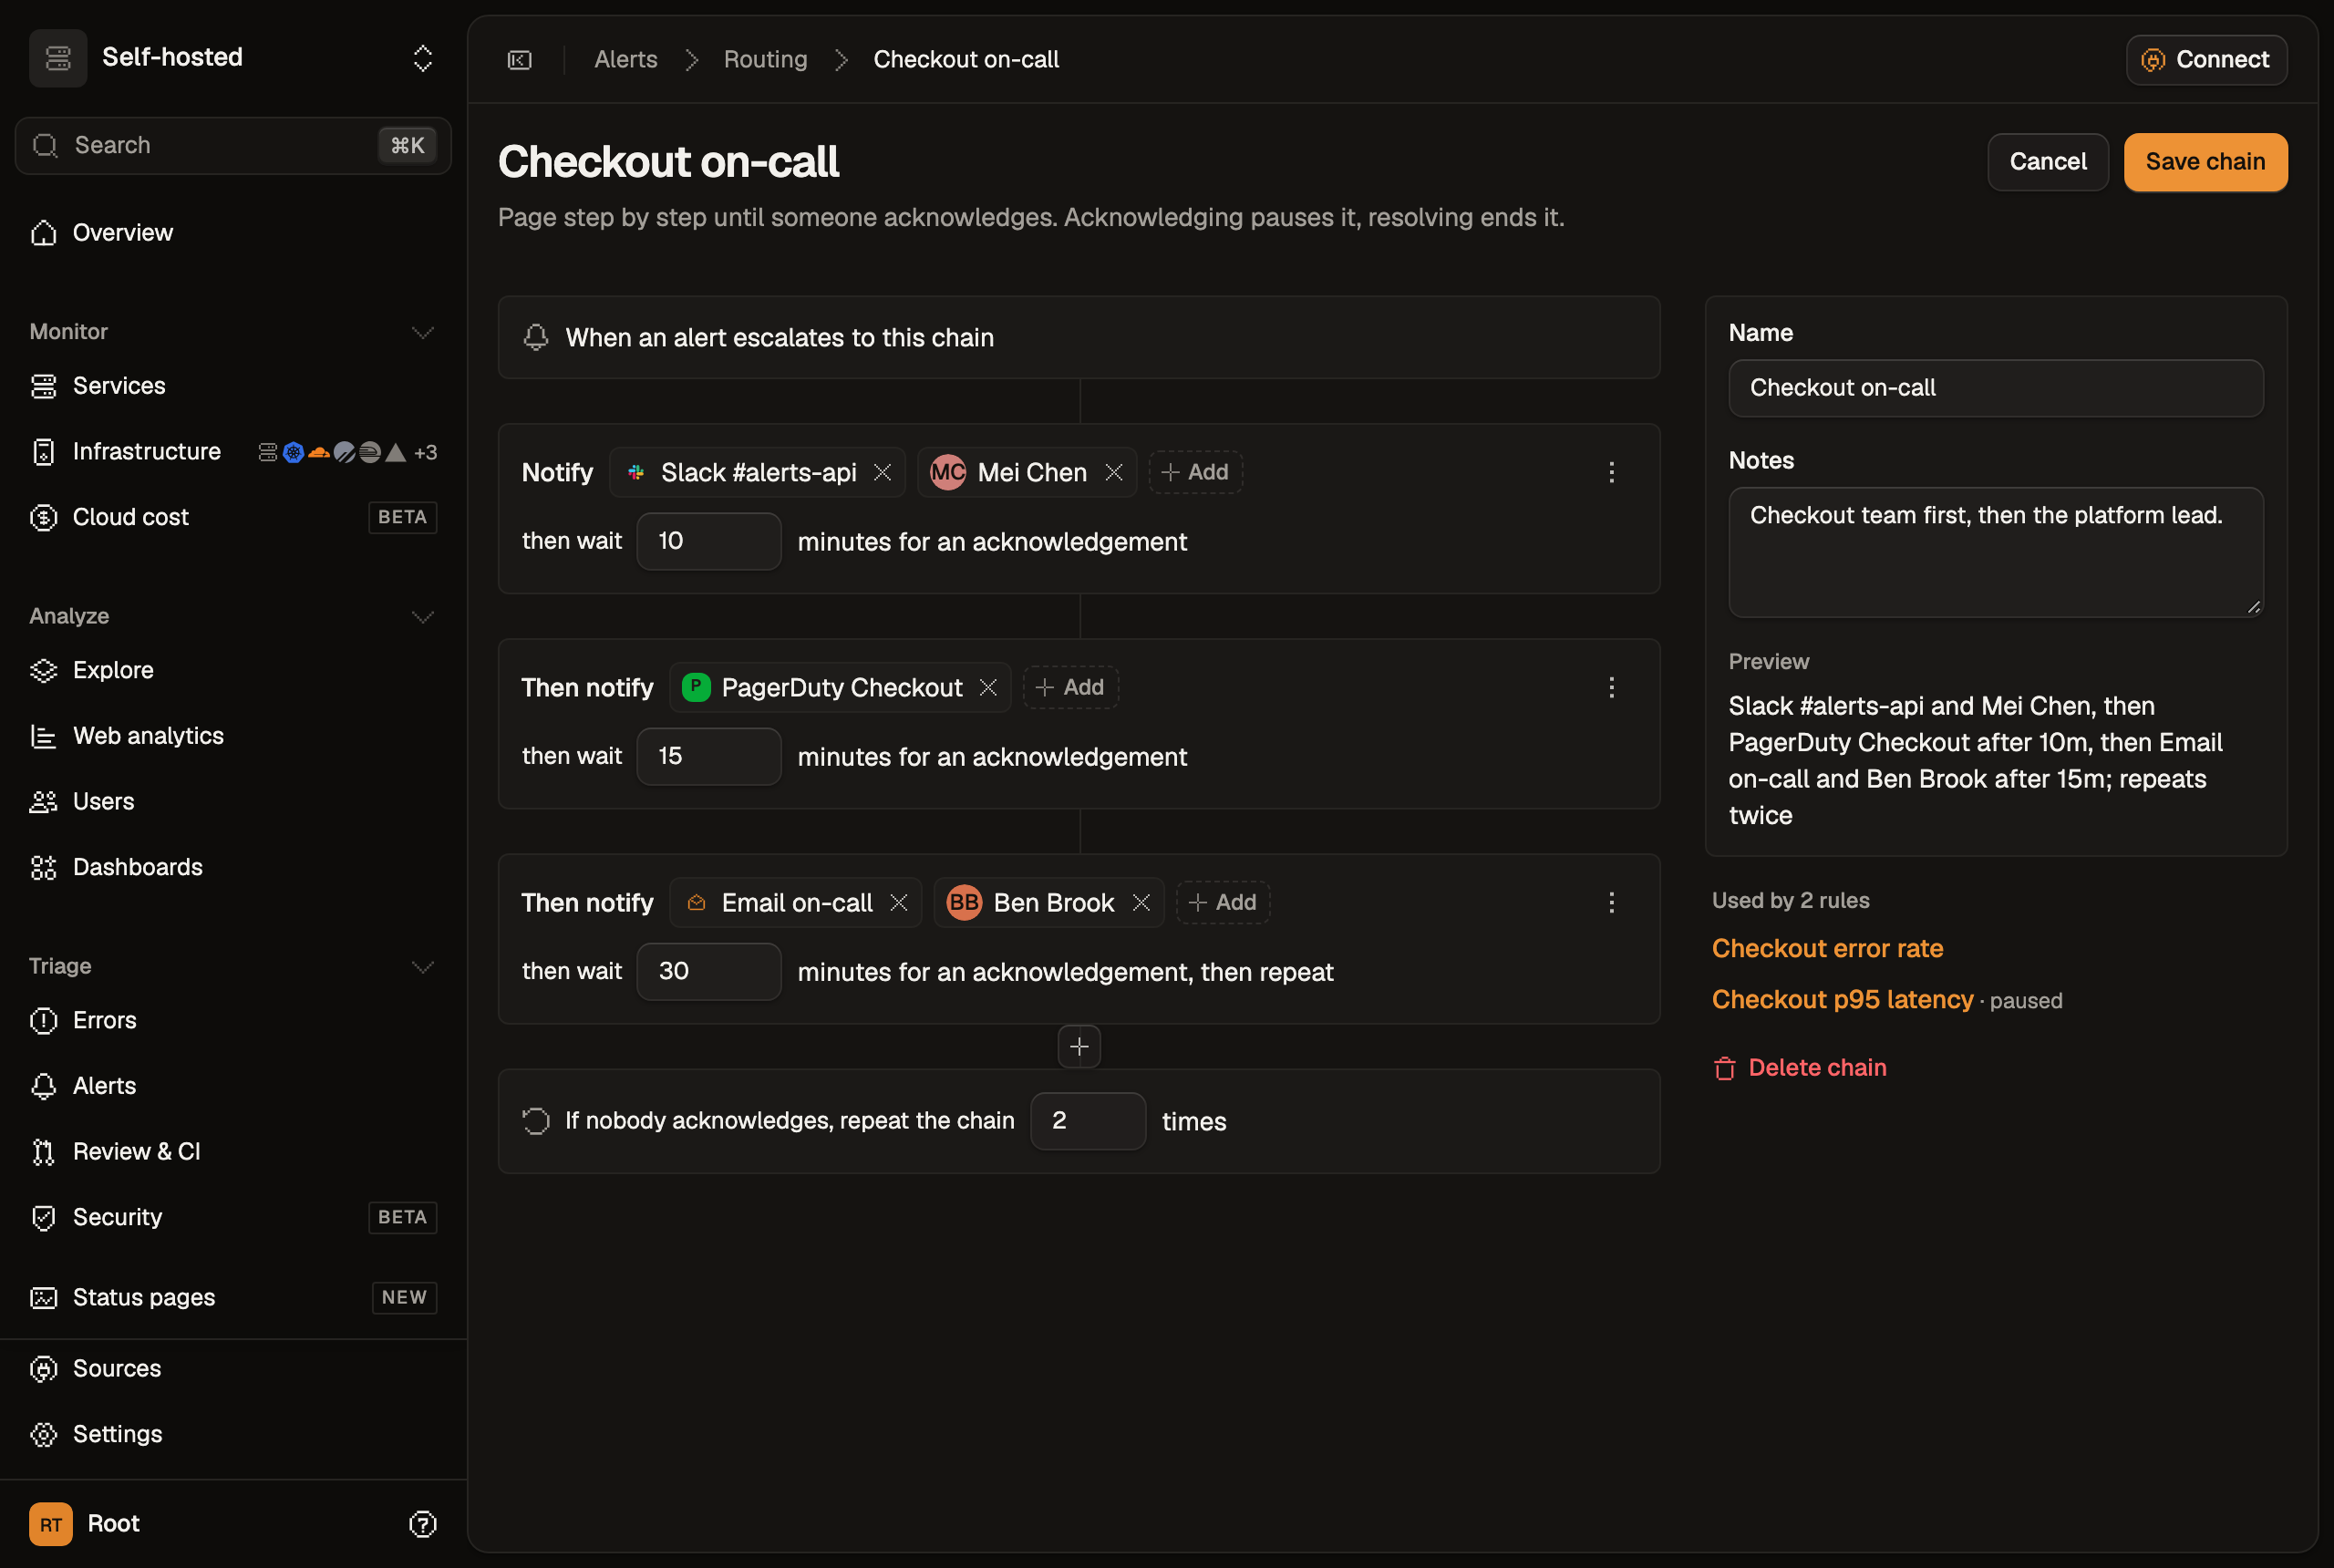 Self-hosted
Search
⌘K
Overview
Monitor
Services
Infrastructure
+3
Cloud cost
BETA
Analyze
Explore
Web analytics
Users
Dashboards
Triage
Errors
Alerts
Review & CI
Security
BETA
Status pages
NEW
Sources
Settings
RT
Root
Alerts
Routing
Checkout on-call
Connect
Checkout on-call
Cancel
Save chain
Page step by step until someone acknowledges. Acknowledging pauses it, resolving ends it.
When an alert escalates to this chain
Notify
Slack #alerts-api
MC
Mei Chen
Add
then wait
10
minutes for an acknowledgement
Then notify
P
PagerDuty Checkout
Add
then wait
15
minutes for an acknowledgement
Then notify
Email on-call
BB
Ben Brook
Add
then wait
30
minutes for an acknowledgement, then repeat
If nobody acknowledges, repeat the chain
2
times
Name
Checkout on-call
Notes
Checkout team first, then the platform lead.
Preview
Slack #alerts-api and Mei Chen, then
PagerDuty Checkout after 10m, then Email
on-call and Ben Brook after 15m; repeats
twice
Used by 2 rules
Checkout error rate
Checkout p95 latency · paused
Delete chain